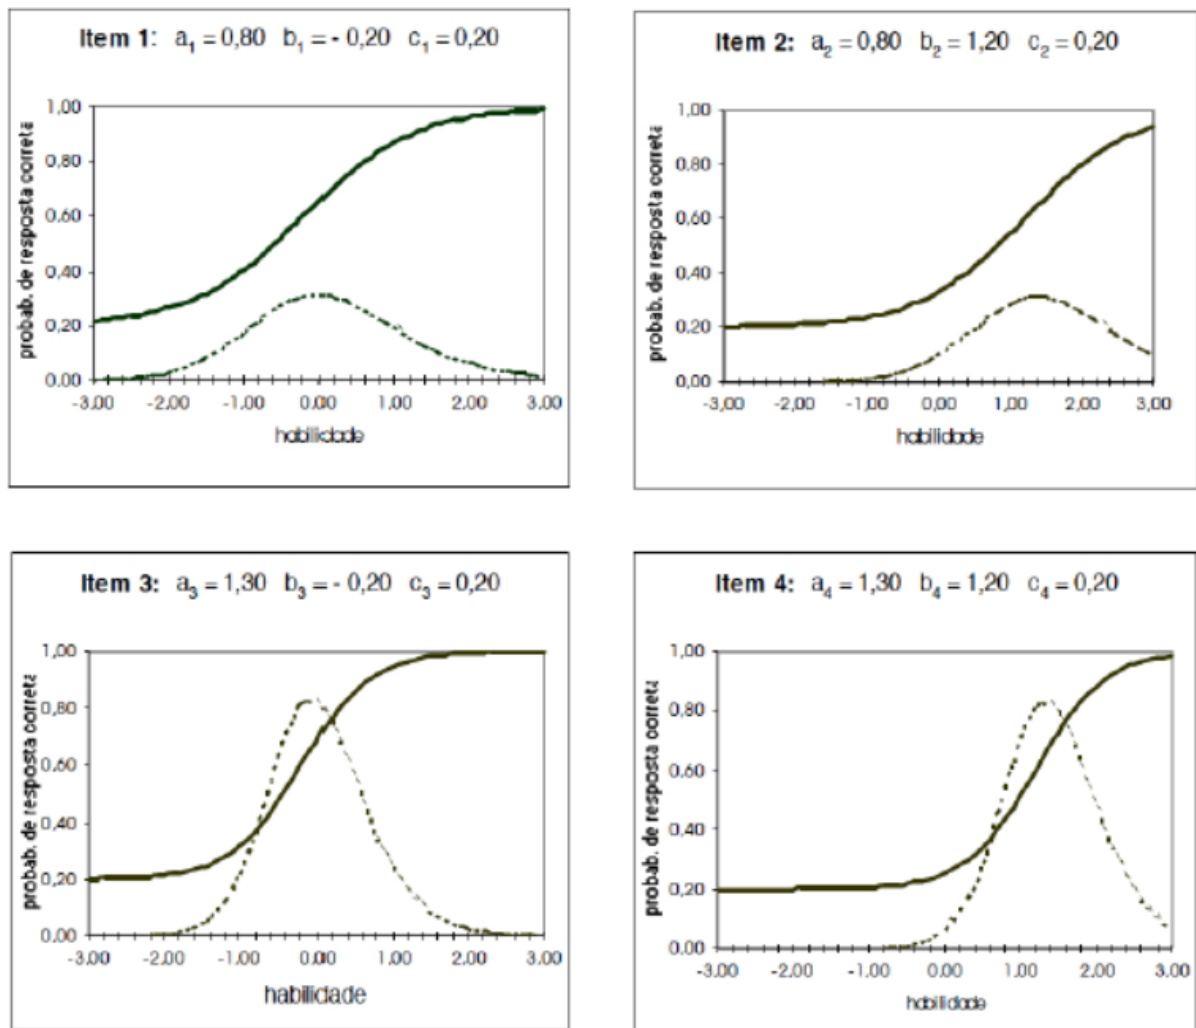 Item 1: a₁ = 0,80 b₁ = - 0,20 c₁ = 0,20
probab. de resposta correta
1,00
0,80
0,60
0,40
0,20
0,00
-3,00 -2,00 -1,00 0,00 1,00 2,00 3,00
habilidade
Item 2: a₂ = 0,80 b₂ = 1,20 c₂ = 0,20
probab. de resposta correta
1,00
0,80
0,60
0,40
0,20
0,00
-3,00 -2,00 -1,00 0,00 1,00 2,00 3,00
habilidade
Item 3: a₃ = 1,30 b₃ = - 0,20 c₃ = 0,20
probab. de resposta correta
1,00
0,80
0,60
0,40
0,20
0,00
-3,00 -2,00 -1,00 0,00 1,00 2,00 3,00
habilidade
Item 4: a₄ = 1,30 b₄ = 1,20 c₄ = 0,20
probab. de resposta correta
1,00
0,80
0,60
0,40
0,20
0,00
-3,00 -2,00 -1,00 0,00 1,00 2,00 3,00
habilidade